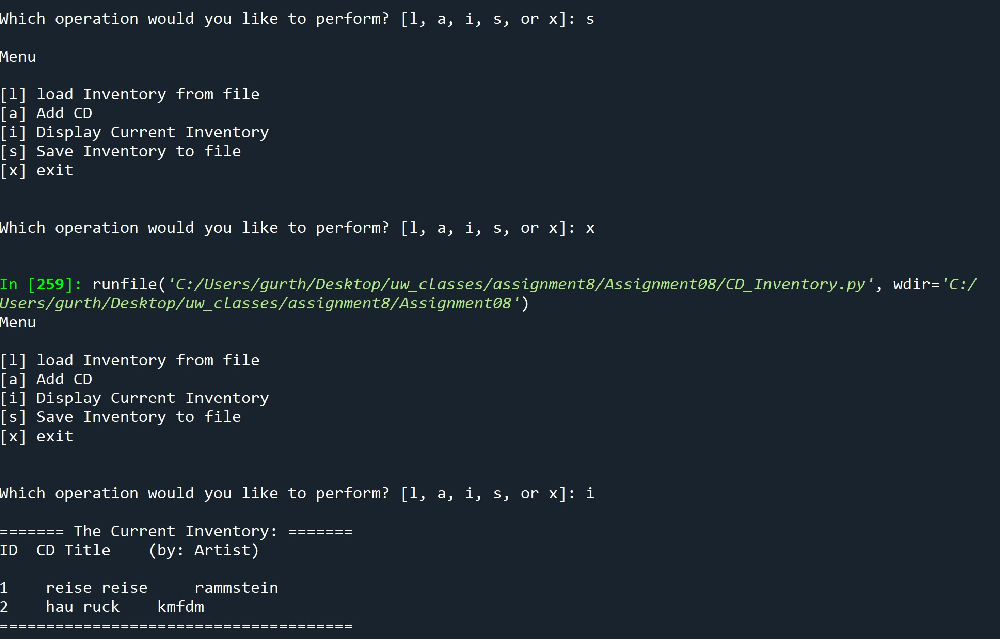 Which operation would you like to perform? [l, a, i, s, or x]: s
Menu
[l] load Inventory from file
[a] Add CD
[i] Display Current Inventory
[s] Save Inventory to file
[x] exit
Which operation would you like to perform? [l, a, i, s, or x]: x
In [259]: runfile('C:/Users/gurth/Desktop/uw_classes/assignment8/Assignment08/CD_Inventory.py', wdir='C:/
Users/gurth/Desktop/uw_classes/assignment8/Assignment08')
Menu
[l] load Inventory from file
[a] Add CD
[i] Display Current Inventory
[s] Save Inventory to file
[x] exit
Which operation would you like to perform? [l, a, i, s, or x]: i
======= The Current Inventory: =======
ID  CD Title    (by: Artist)
1    reise reise     rammstein
2    hau ruck    kmfdm
======================================